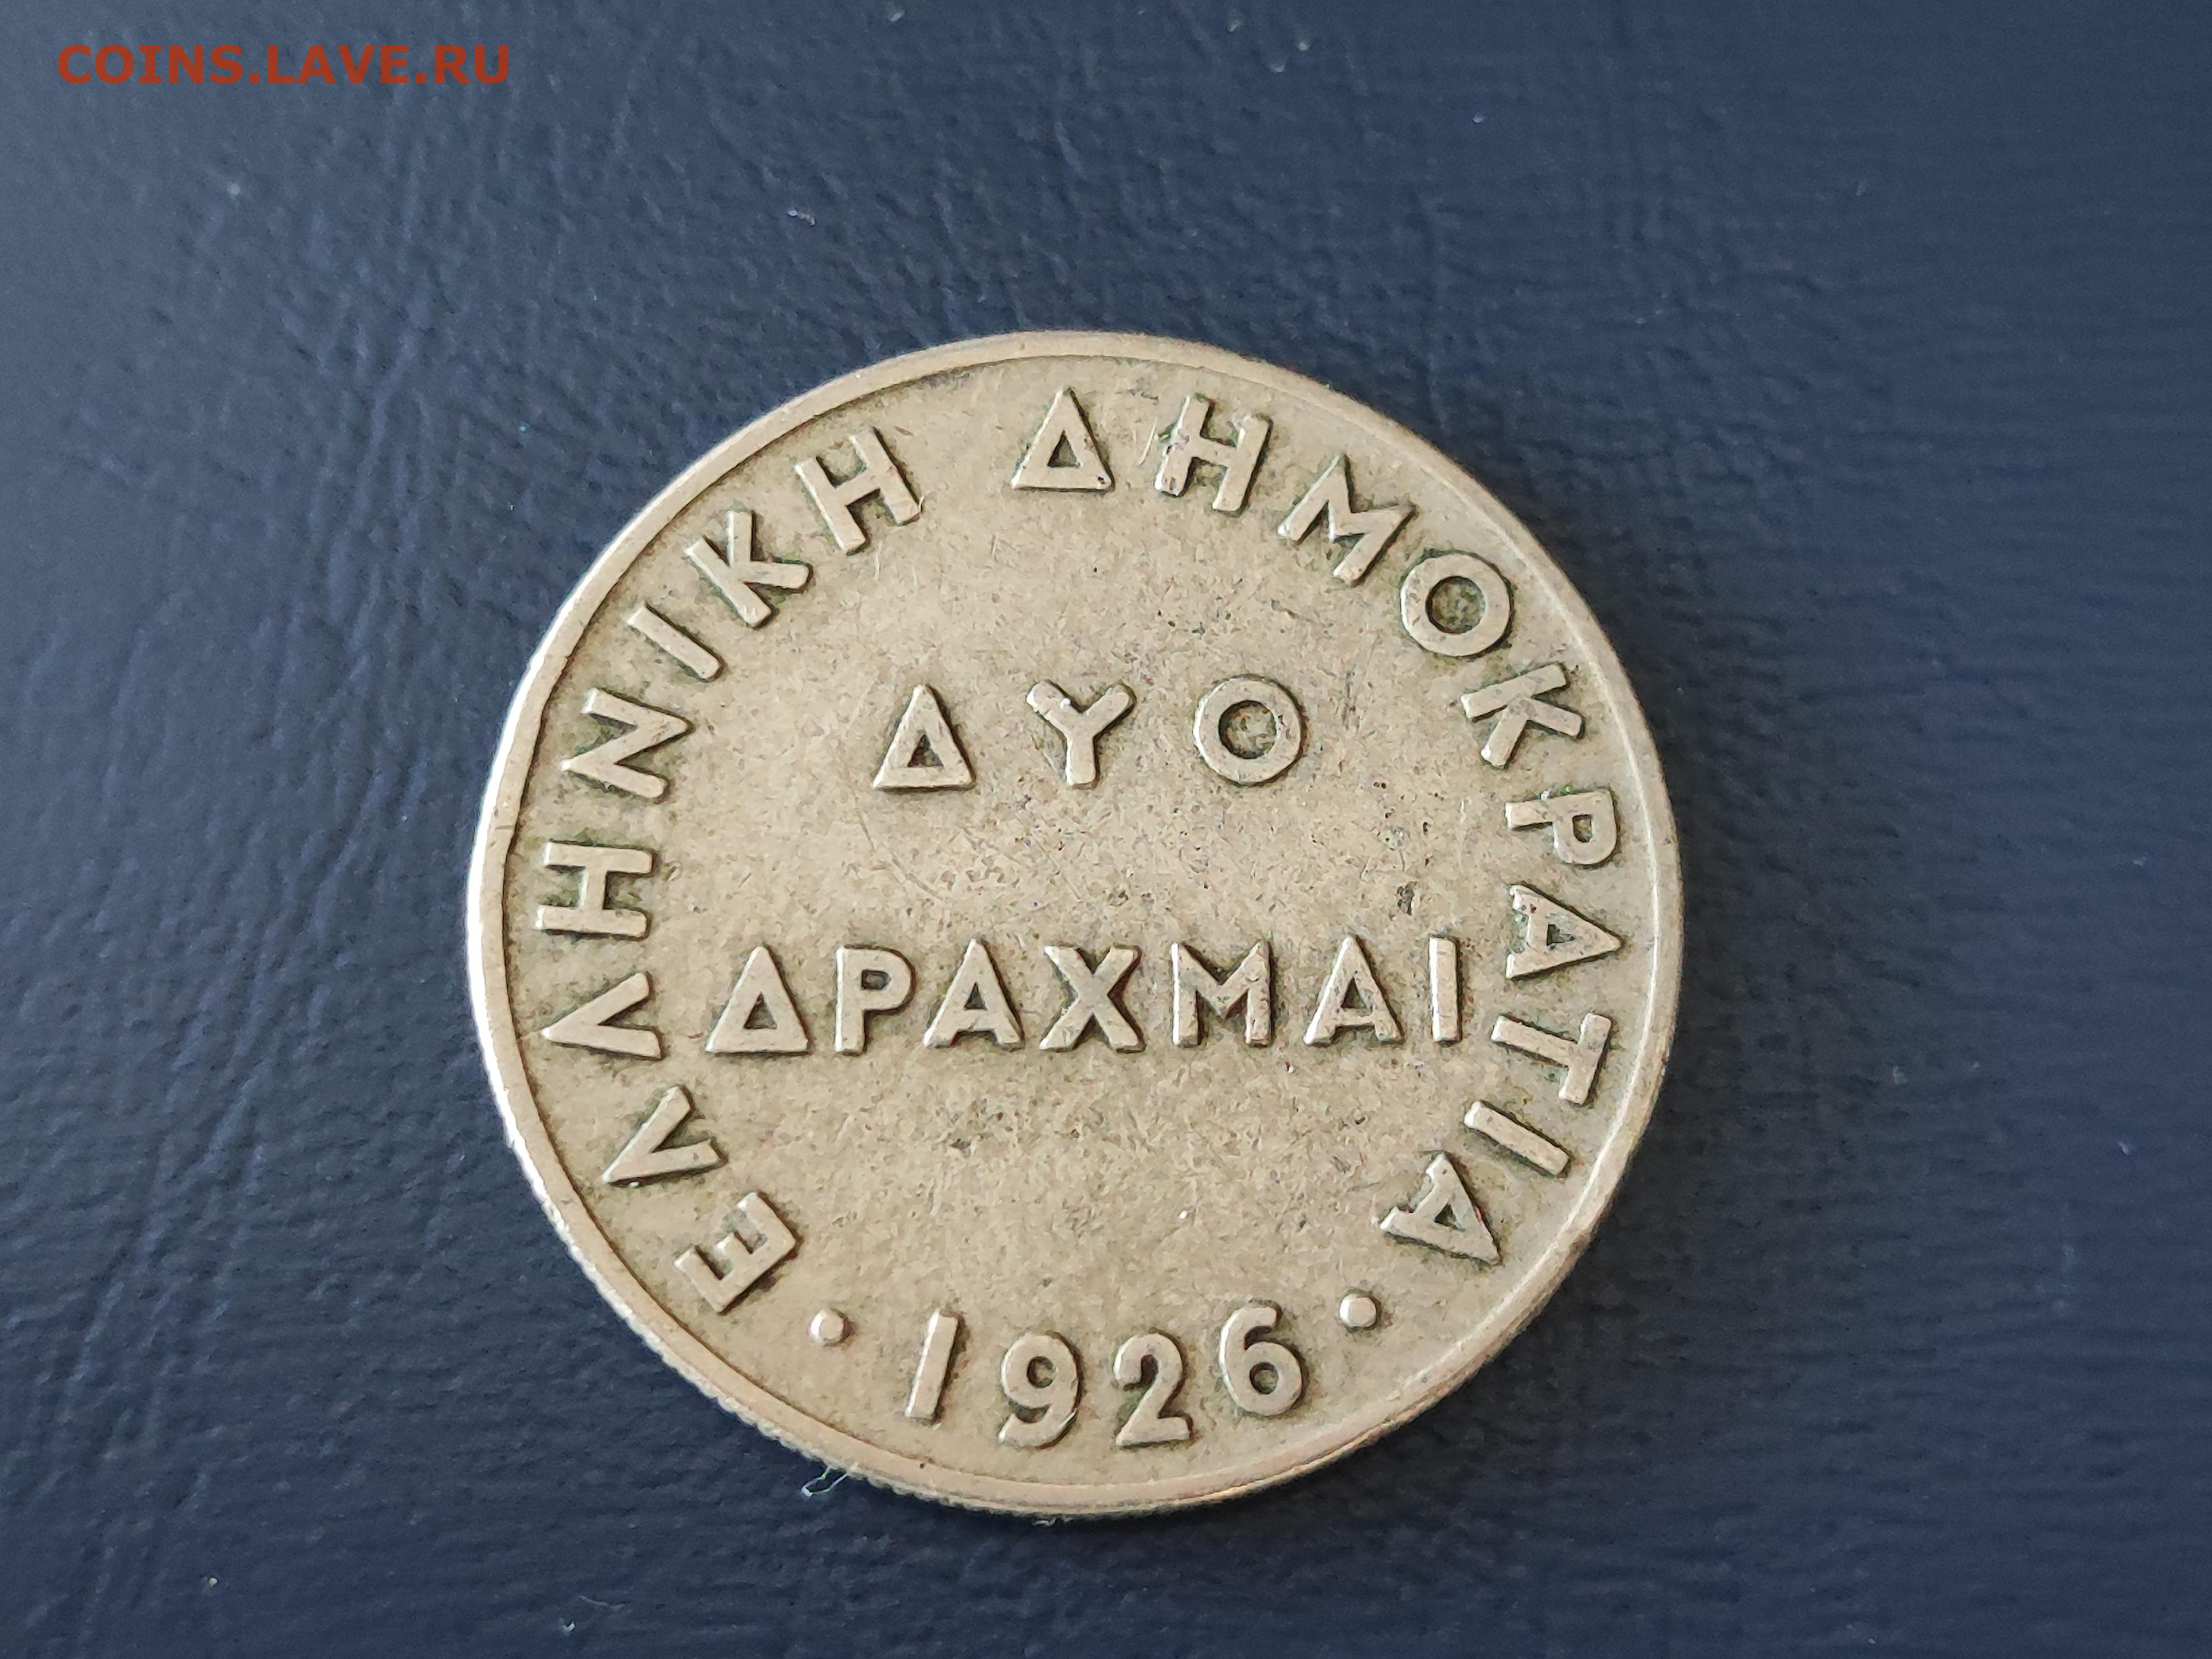 COINS.LAVE.RU
ΕΛΛΗΝΙΚΗ ΔΗΜΟΚΡΑΤΙΑ
ΔΥΟ
ΔΡΑΧΜΑΙ
· 1926 ·